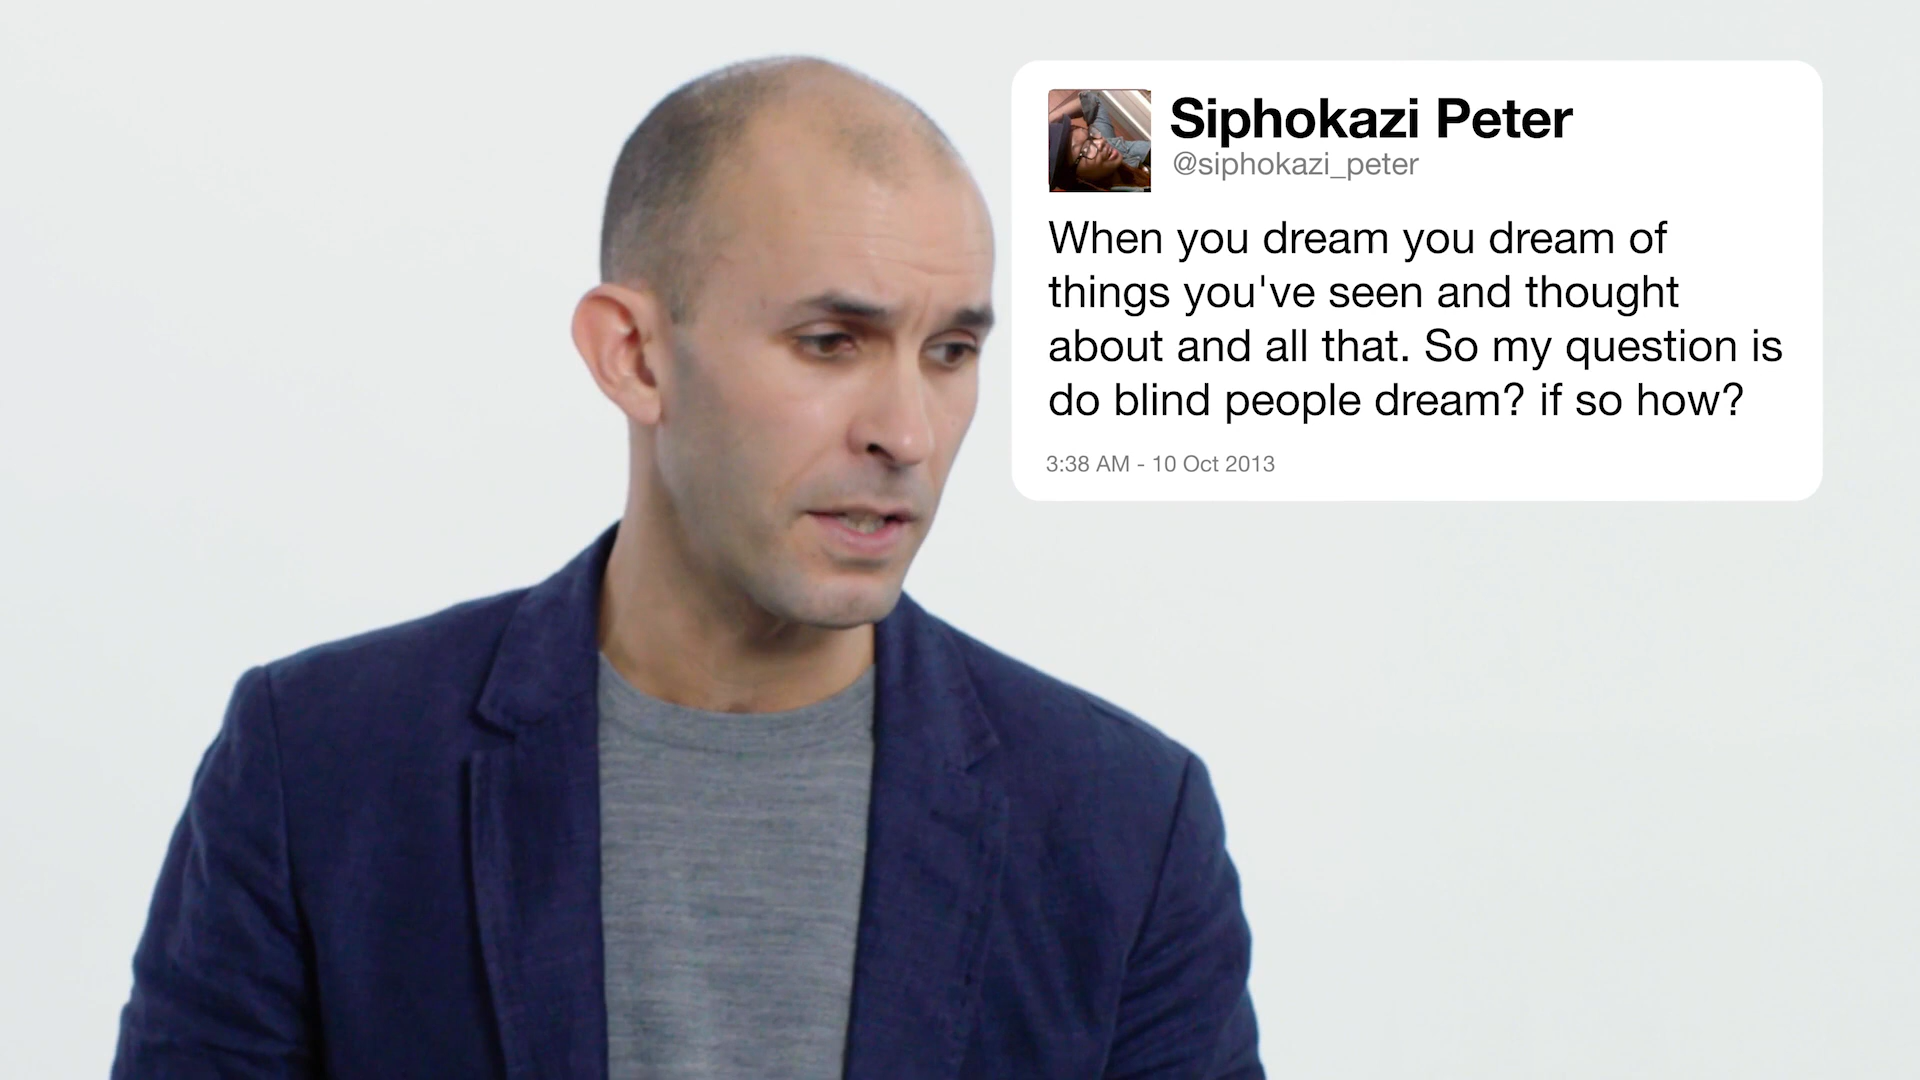 Siphokazi Peter
@siphokazi_peter
When you dream you dream of
things you've seen and thought
about and all that. So my question is
do blind people dream? if so how?
3:38 AM - 10 Oct 2013